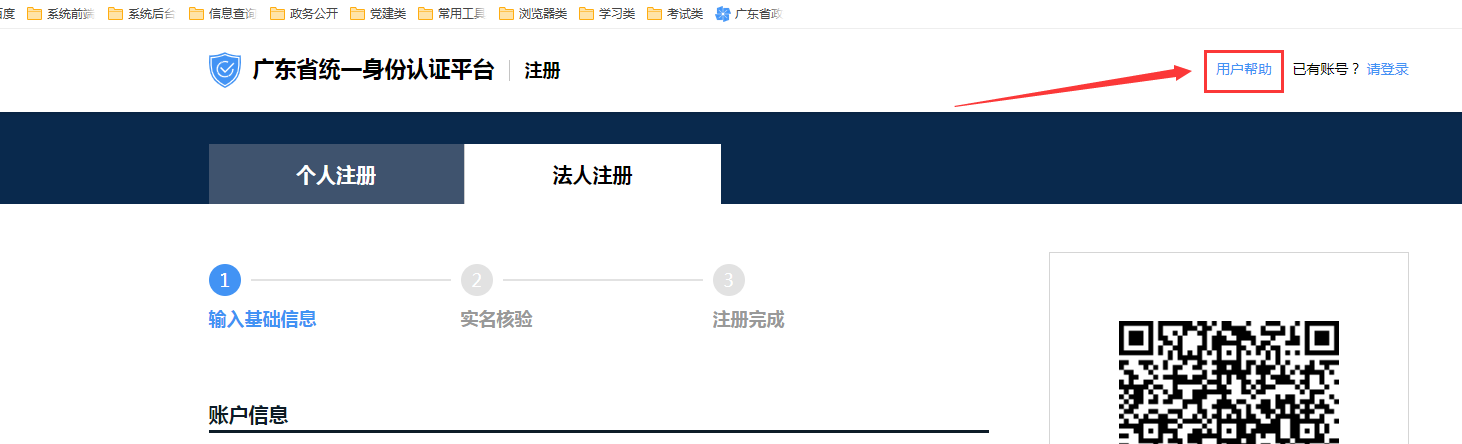 百度 系统前端 系统后台 信息查询 政务公开 党建类 常用工具 浏览器类 学习类 考试类 广东省政
广东省统一身份认证平台 注册 用户帮助 已有账号？ 请登录
个人注册 法人注册
1 2 3
输入基础信息 实名核验 注册完成
账户信息